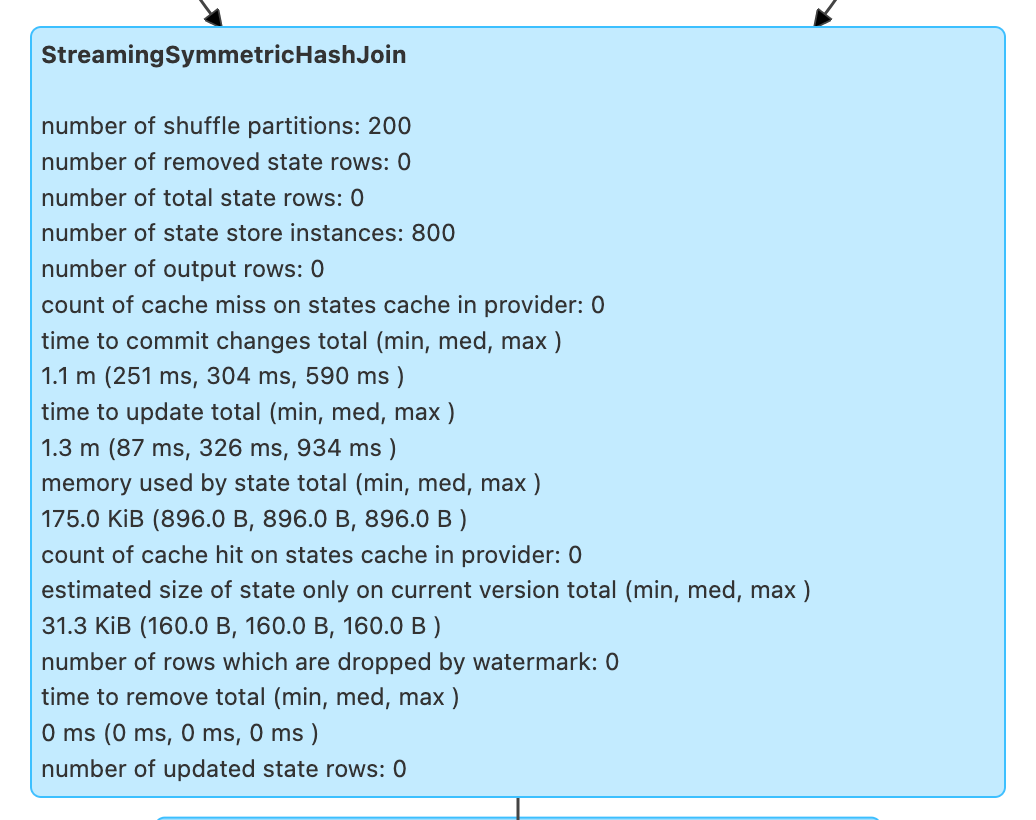 StreamingSymmetricHashJoin
number of shuffle partitions: 200
number of removed state rows: 0
number of total state rows: 0
number of state store instances: 800
number of output rows: 0
count of cache miss on states cache in provider: 0
time to commit changes total (min, med, max )
1.1 m (251 ms, 304 ms, 590 ms )
time to update total (min, med, max )
1.3 m (87 ms, 326 ms, 934 ms )
memory used by state total (min, med, max )
175.0 KiB (896.0 B, 896.0 B, 896.0 B )
count of cache hit on states cache in provider: 0
estimated size of state only on current version total (min, med, max )
31.3 KiB (160.0 B, 160.0 B, 160.0 B )
number of rows which are dropped by watermark: 0
time to remove total (min, med, max )
0 ms (0 ms, 0 ms, 0 ms )
number of updated state rows: 0